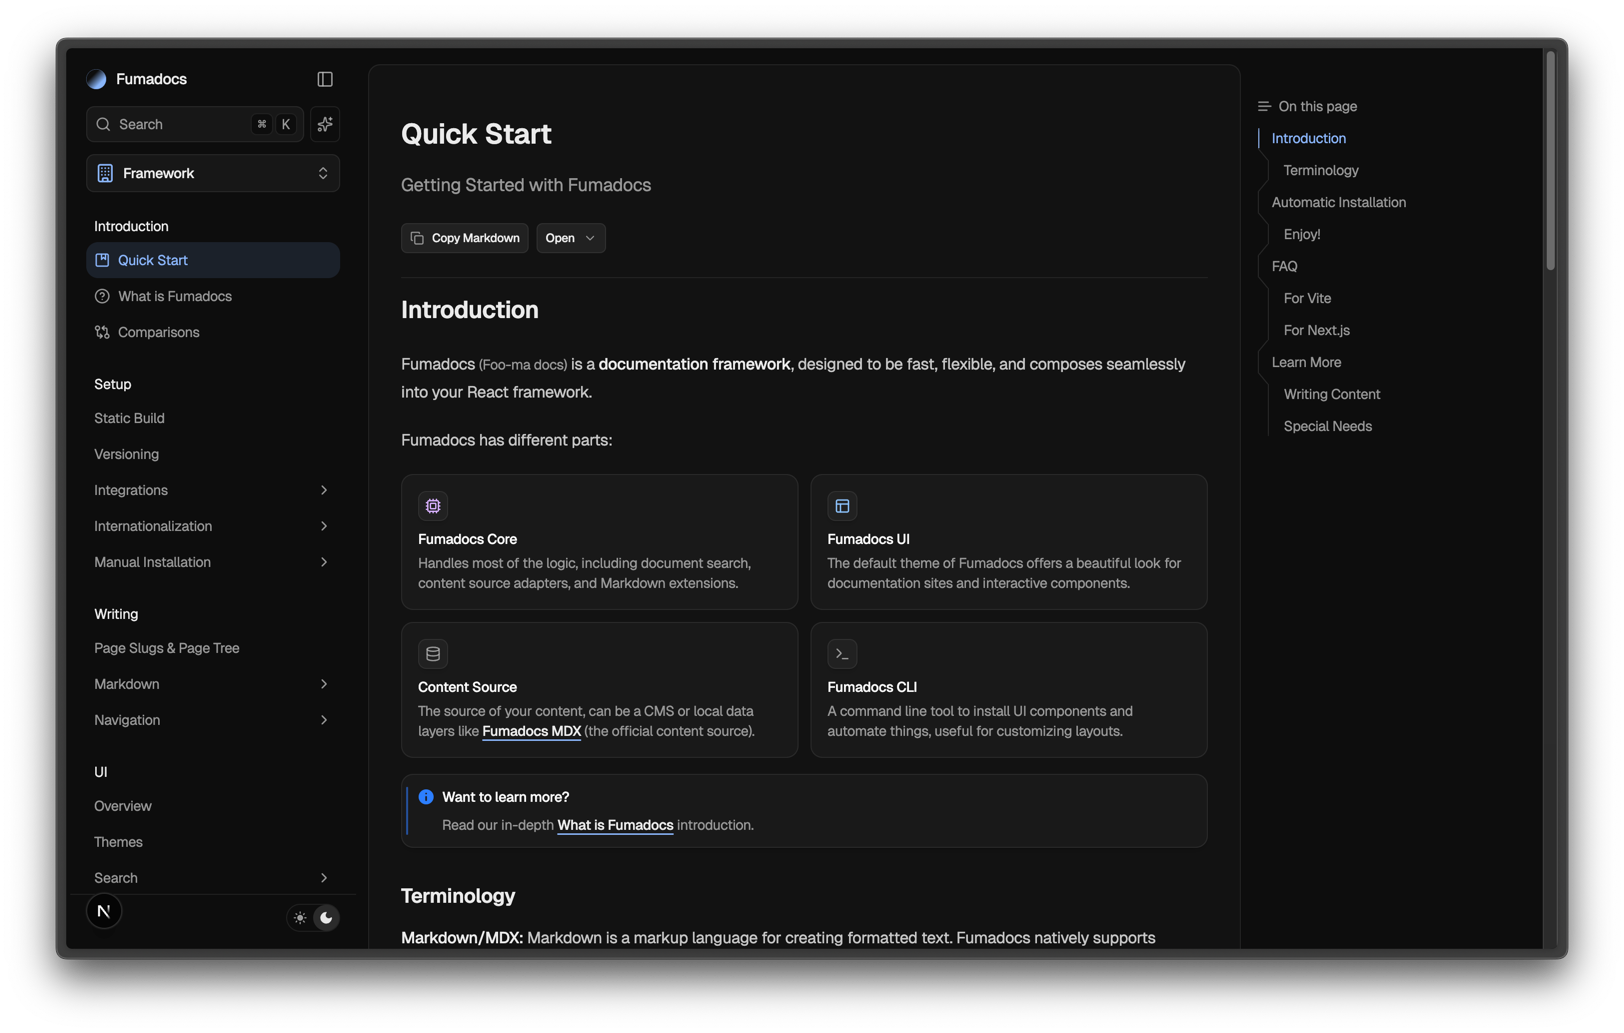 Fumadocs
Search ⌘ K
Framework
Introduction
Quick Start
What is Fumadocs
Comparisons
Setup
Static Build
Versioning
Integrations
Internationalization
Manual Installation
Writing
Page Slugs & Page Tree
Markdown
Navigation
UI
Overview
Themes
Search
N
Quick Start
Getting Started with Fumadocs
Copy Markdown Open
Introduction
Fumadocs (Foo-ma docs) is a documentation framework, designed to be fast, flexible, and composes seamlessly
into your React framework.
Fumadocs has different parts:
Fumadocs Core
Handles most of the logic, including document search,
content source adapters, and Markdown extensions.
Fumadocs UI
The default theme of Fumadocs offers a beautiful look for
documentation sites and interactive components.
Content Source
The source of your content, can be a CMS or local data
layers like Fumadocs MDX (the official content source).
Fumadocs CLI
A command line tool to install UI components and
automate things, useful for customizing layouts.
Want to learn more?
Read our in-depth What is Fumadocs introduction.
Terminology
Markdown/MDX: Markdown is a markup language for creating formatted text. Fumadocs natively supports
On this page
Introduction
Terminology
Automatic Installation
Enjoy!
FAQ
For Vite
For Next.js
Learn More
Writing Content
Special Needs